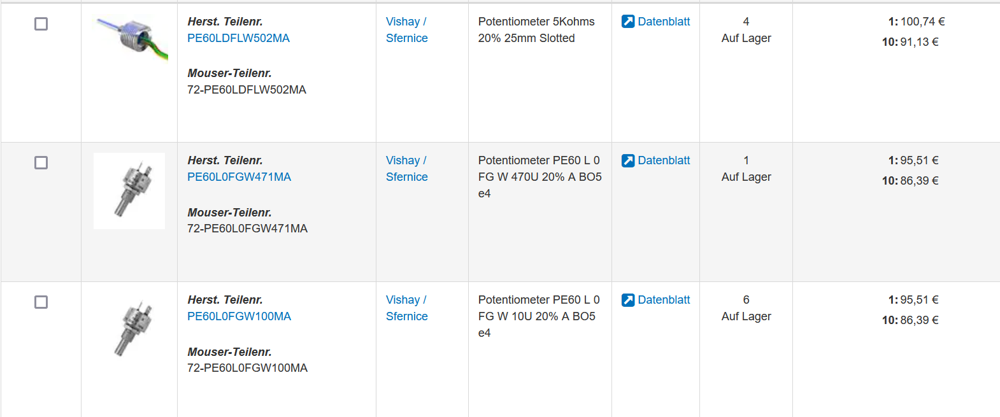 Herst. Teilenr.
PE60LDFLW502MA
Mouser-Teilenr.
72-PE60LDFLW502MA
Vishay /
Sfernice
Potentiometer 5Kohms
20% 25mm Slotted
Datenblatt
4
Auf Lager
1: 100,74 €
10: 91,13 €
Herst. Teilenr.
PE60L0FGW471MA
Mouser-Teilenr.
72-PE60L0FGW471MA
Vishay /
Sfernice
Potentiometer PE60 L 0
FG W 470U 20% A BO5
e4
Datenblatt
1
Auf Lager
1: 95,51 €
10: 86,39 €
Herst. Teilenr.
PE60L0FGW100MA
Mouser-Teilenr.
72-PE60L0FGW100MA
Vishay /
Sfernice
Potentiometer PE60 L 0
FG W 10U 20% A BO5
e4
Datenblatt
6
Auf Lager
1: 95,51 €
10: 86,39 €